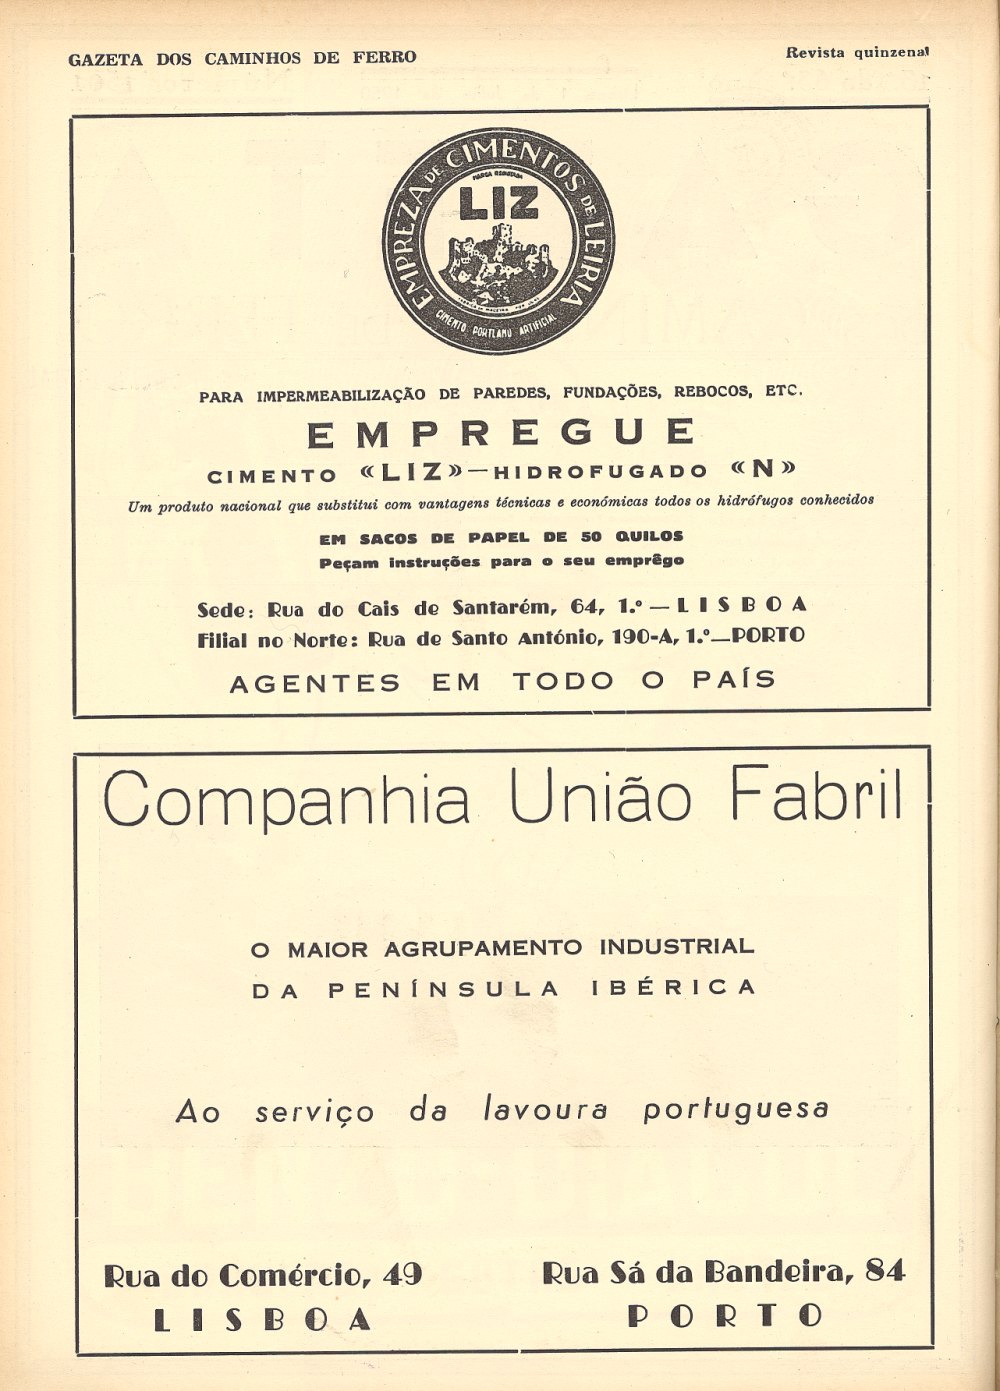 GAZETA DOS CAMINHOS DE FERRO
Revista quinzenal
EMPREZA DE CIMENTOS DE LEIRIA
MARCA REGISTADA
LIZ
CIMENTO PORTLAND ARTIFICIAL
PARA IMPERMEABILIZAÇÃO DE PAREDES, FUNDAÇÕES, REBOCOS, ETC.
EMPREGUE
CIMENTO «LIZ»—HIDROFUGADO «N»
Um produto nacional que substitui com vantagens técnicas e económicas todos os hidrófugos conhecidos
EM SACOS DE PAPEL DE 50 QUILOS
Peçam instruções para o seu emprêgo
Sede: Rua do Cais de Santarém, 64, 1.º — LISBOA
Filial no Norte: Rua de Santo António, 190-A, 1.º—PORTO
AGENTES EM TODO O PAÍS
Companhia União Fabril
O MAIOR AGRUPAMENTO INDUSTRIAL
DA PENÍNSULA IBÉRICA
Ao serviço da lavoura portuguesa
Rua do Comércio, 49
LISBOA
Rua Sá da Bandeira, 84
PORTO